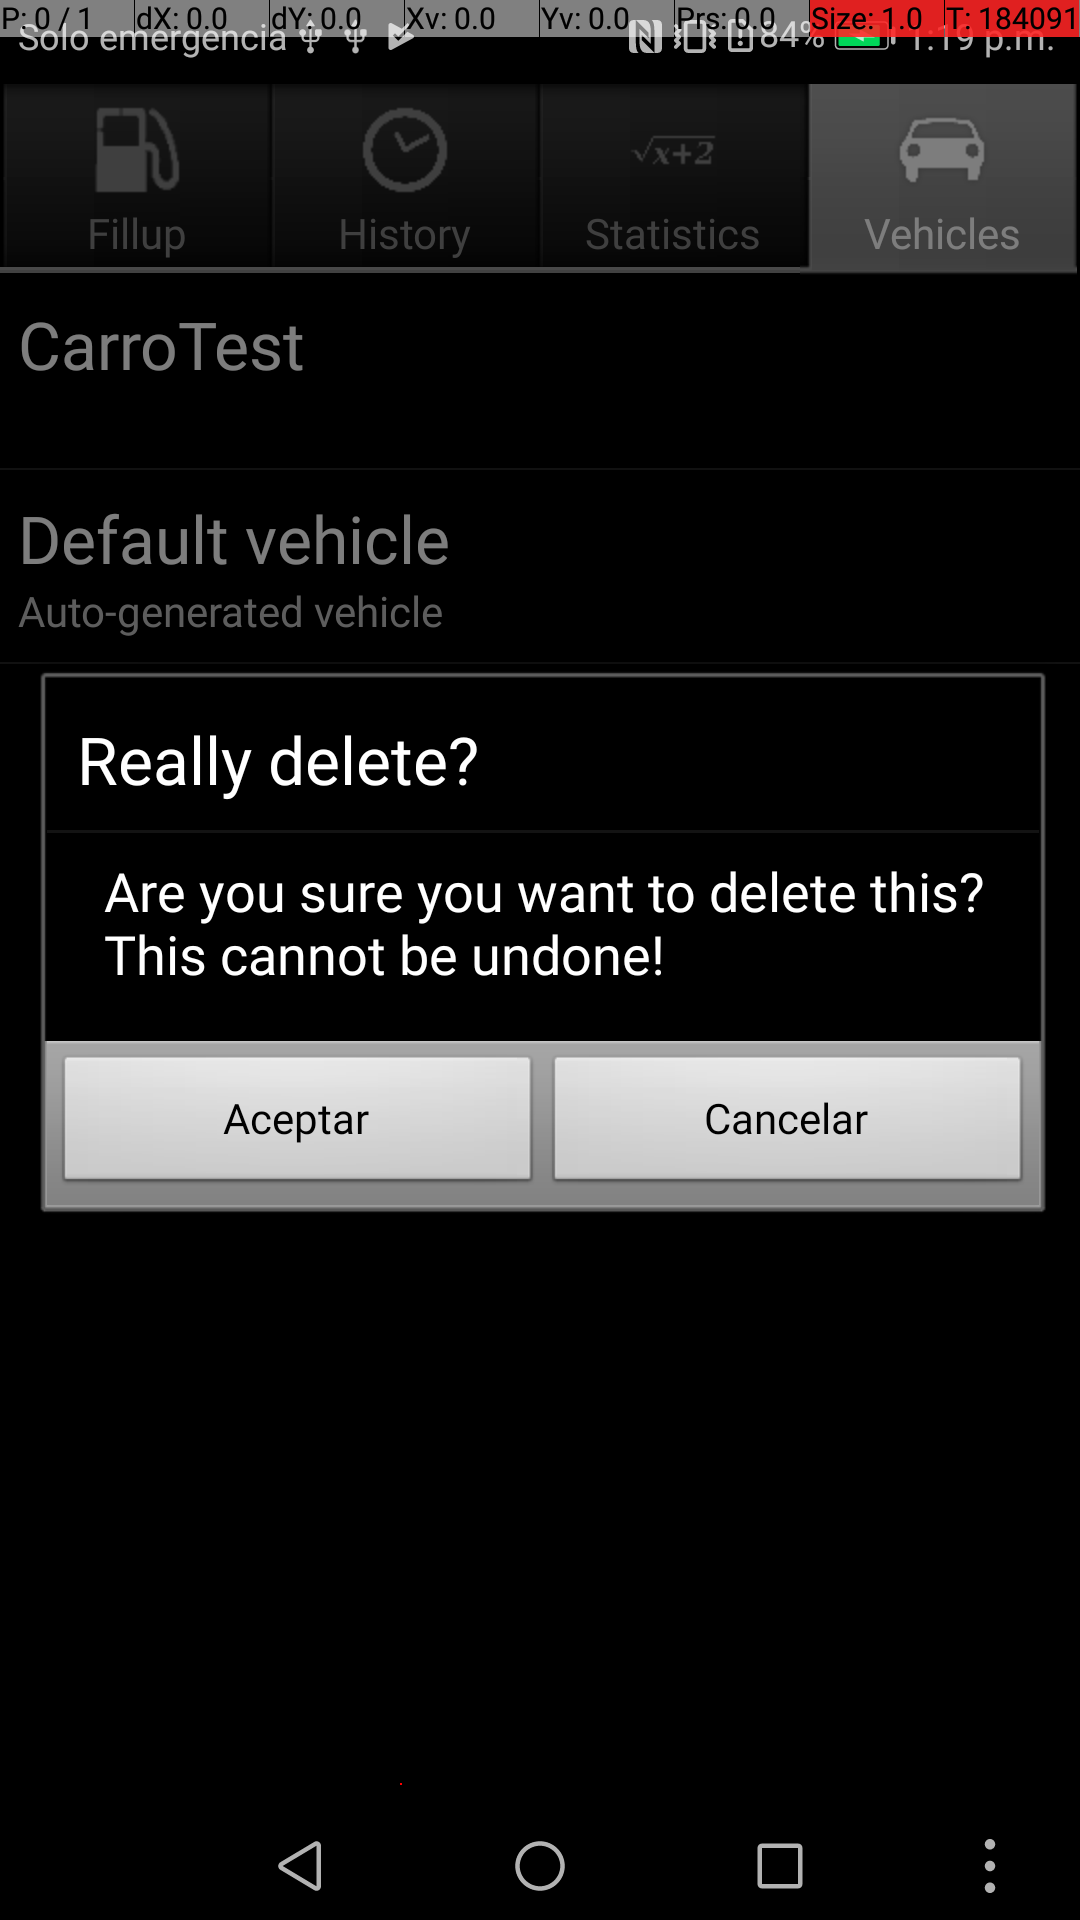 P: 0 / 1 dX: 0.0 dY: 0.0 Xv: 0.0 Yv: 0.0 Prs: 0.0 Size: 1.0 T: 184091
Solo emergencia 84% 1:19 p.m.
Fillup History √x+2 Statistics Vehicles
CarroTest
Default vehicle
Auto-generated vehicle
Really delete?
Are you sure you want to delete this?
This cannot be undone!
Aceptar Cancelar